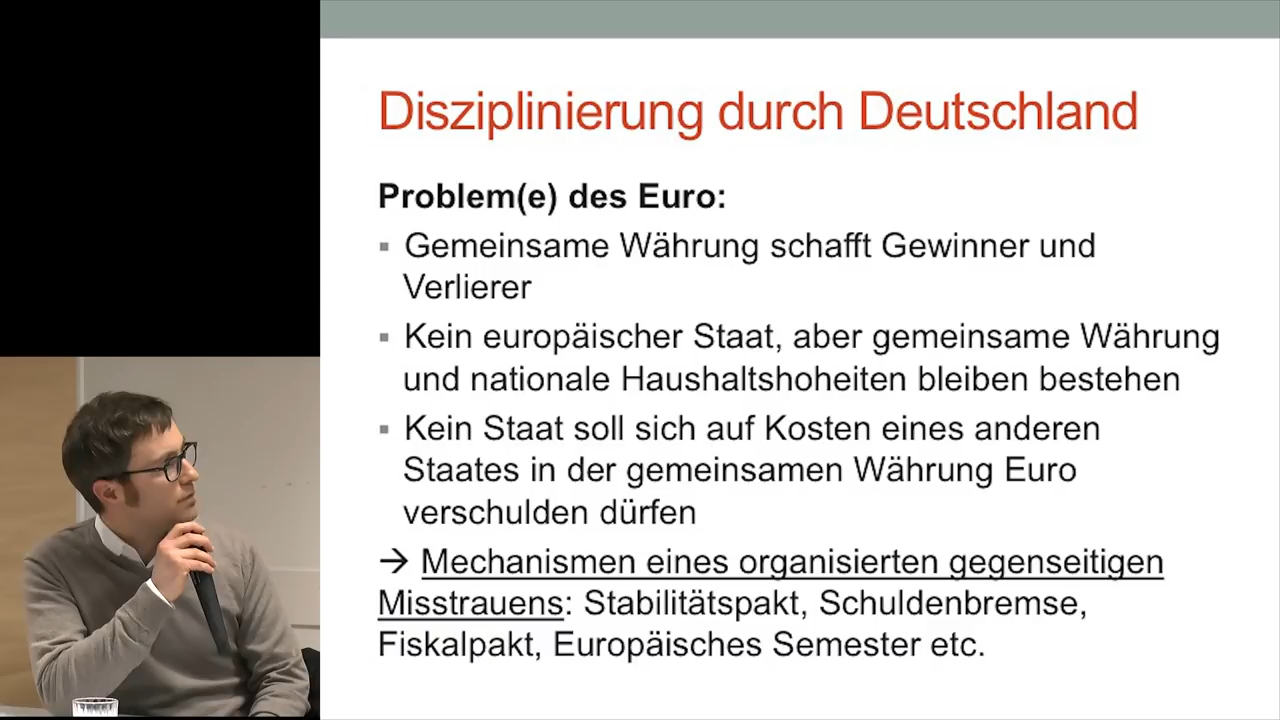 Disziplinierung durch Deutschland
Problem(e) des Euro:
▪ Gemeinsame Währung schafft Gewinner und
Verlierer
▪ Kein europäischer Staat, aber gemeinsame Währung
und nationale Haushaltshoheiten bleiben bestehen
▪ Kein Staat soll sich auf Kosten eines anderen
Staates in der gemeinsamen Währung Euro
verschulden dürfen
→ Mechanismen eines organisierten gegenseitigen
Misstrauens: Stabilitätspakt, Schuldenbremse,
Fiskalpakt, Europäisches Semester etc.